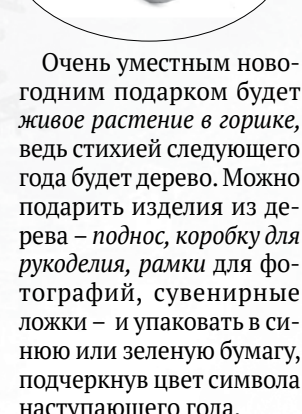 Очень уместным ново-
годним подарком будет
живое растение в горшке,
ведь стихией следующего
года будет дерево. Можно
подарить изделия из де-
рева – поднос, коробку для
рукоделия, рамки для фо-
тографий, сувенирные
ложки – и упаковать в си-
нюю или зеленую бумагу,
подчеркнув цвет символа
наступающего года.